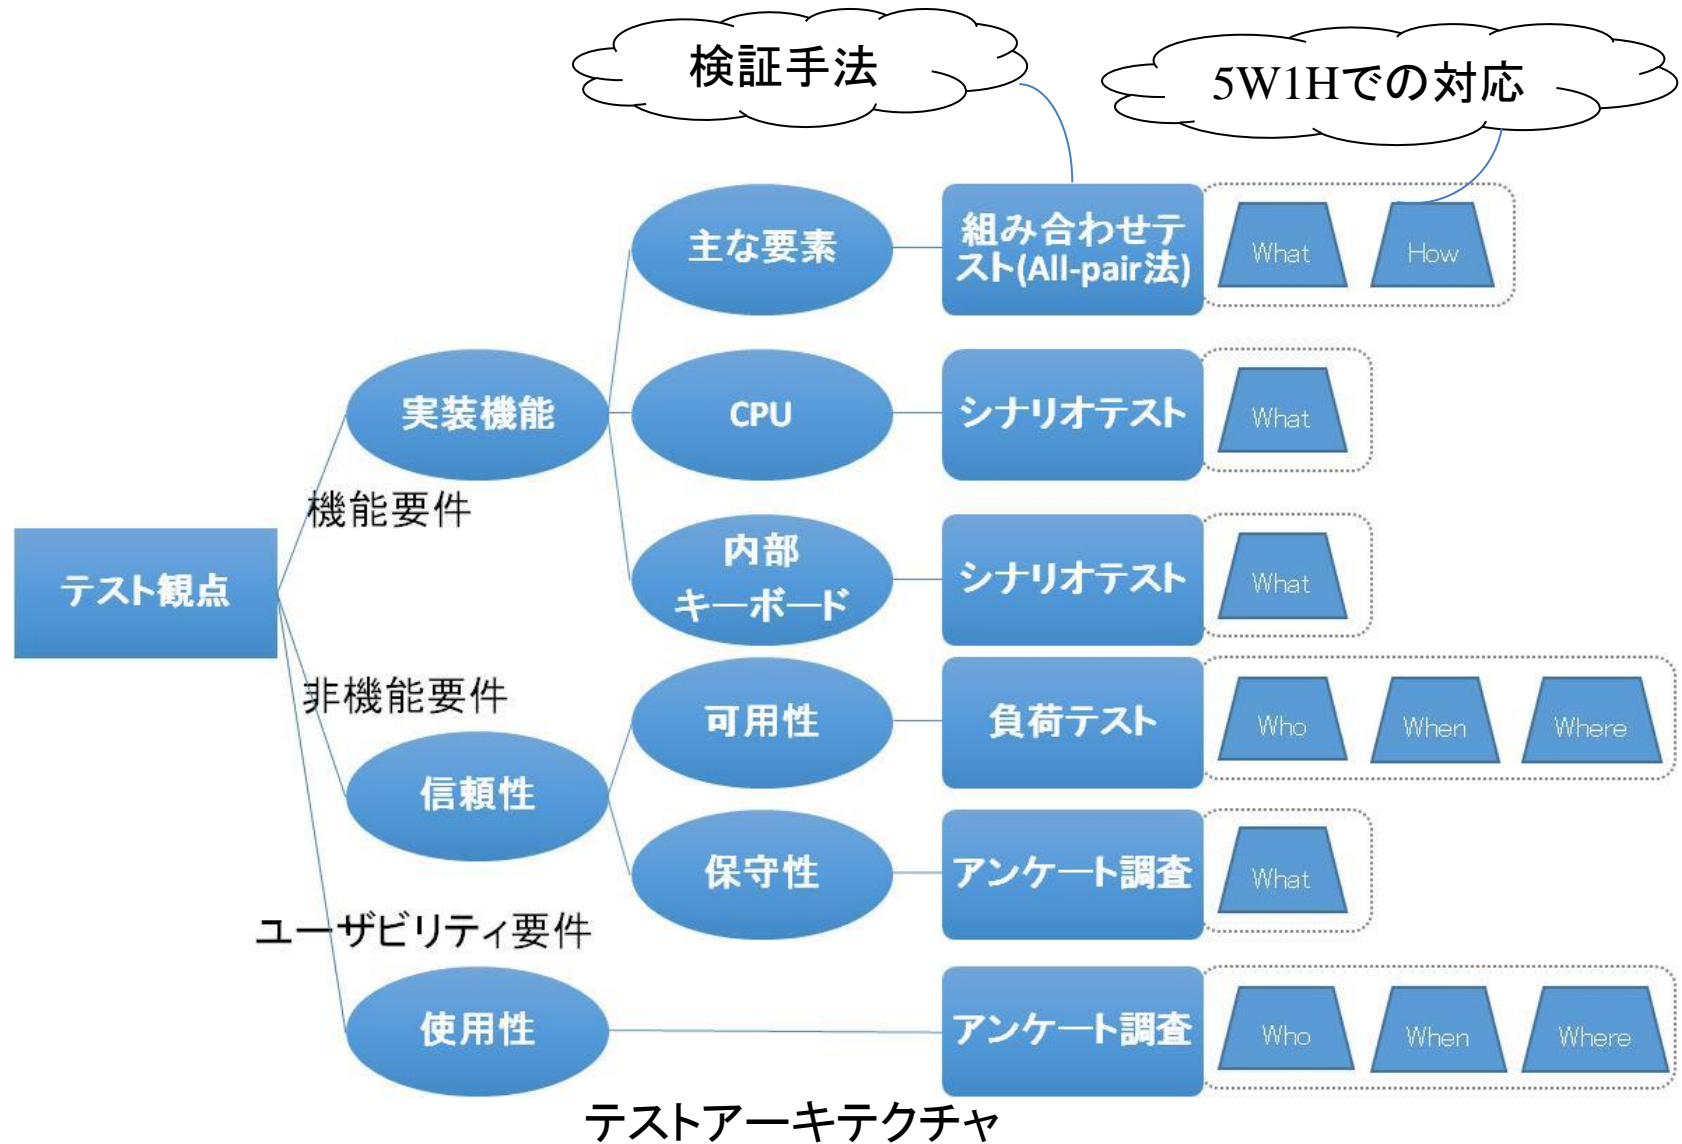 検証手法
5W1Hでの対応
主な要素
組み合わせテ
スト(All-pair法)
What
How
実装機能
CPU
シナリオテスト
What
機能要件
テスト観点
内部
キーボード
シナリオテスト
What
非機能要件
信頼性
可用性
負荷テスト
Who
When
Where
保守性
アンケート調査
What
ユーザビリティ要件
使用性
アンケート調査
Who
When
Where
テストアーキテクチャ